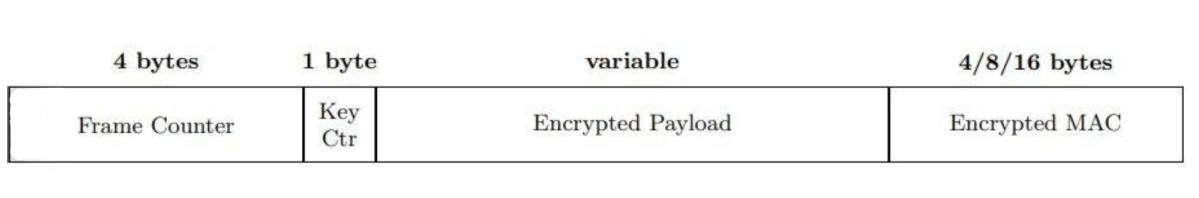 4 bytes 1 byte variable 4/8/16 bytes
Frame Counter Key Ctr Encrypted Payload Encrypted MAC